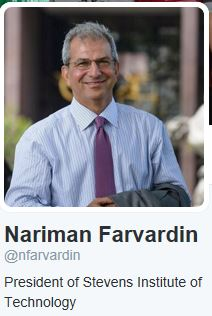 Nariman Farvardin
@nfarvardin
President of Stevens Institute of
Technology